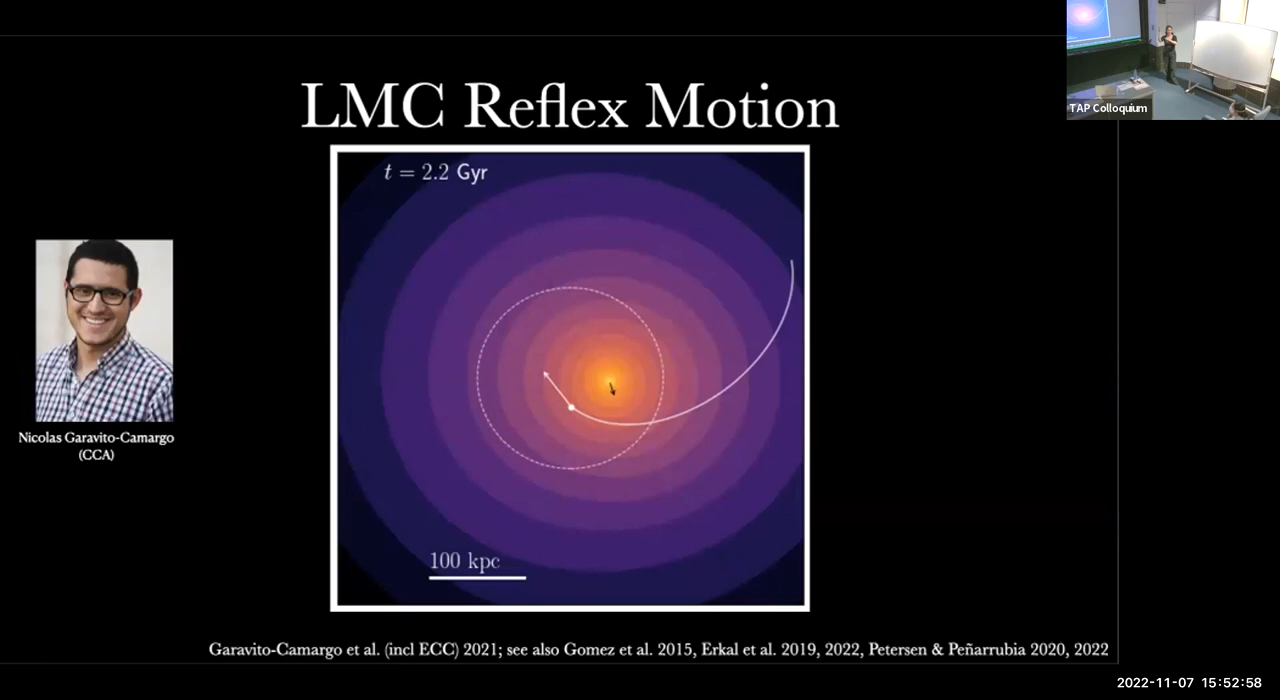 LMC Reflex Motion
TAP Colloquium
t = 2.2 Gyr
Nicolas Garavito-Camargo
(CCA)
100 kpc
Garavito-Camargo et al. (incl ECC) 2021; see also Gomez et al. 2015, Erkal et al. 2019, 2022, Petersen & Peñarrubia 2020, 2022
2022-11-07 15:52:58